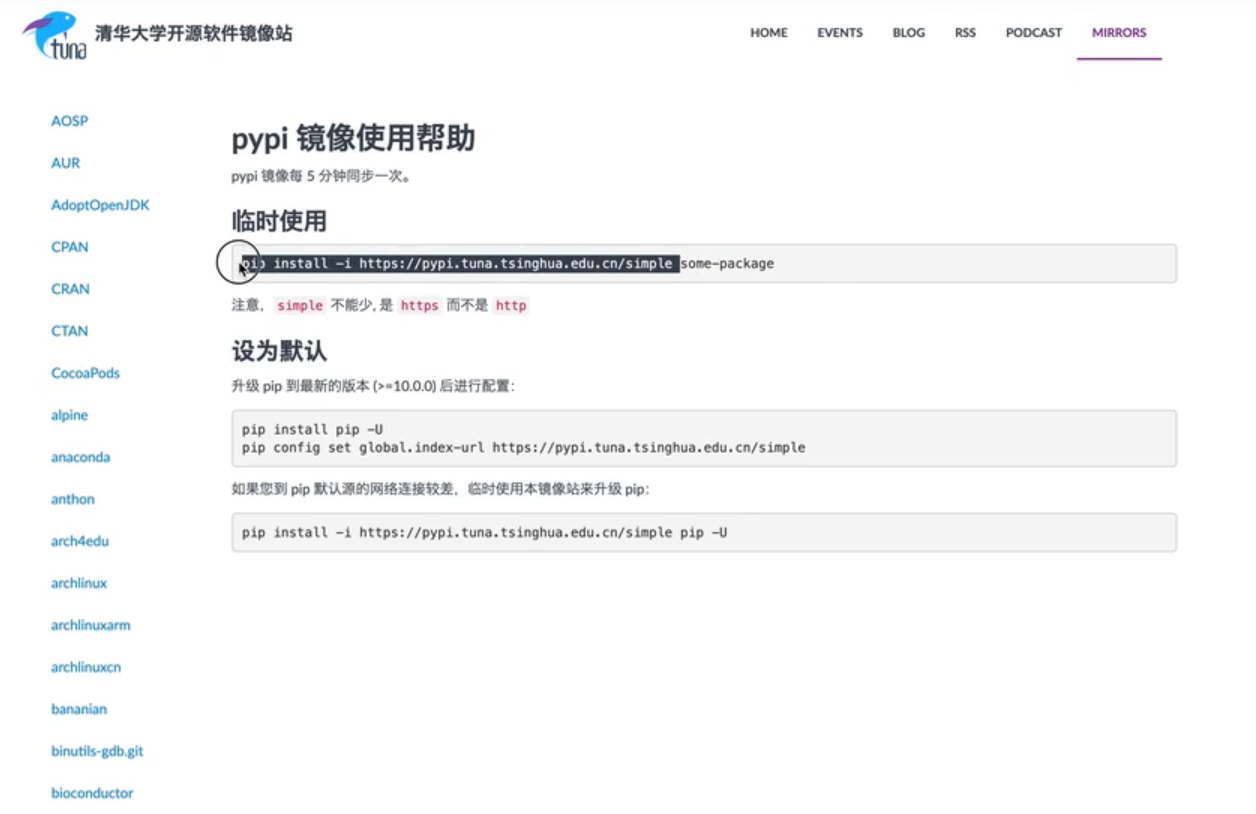 tuna 清华大学开源软件镜像站
HOME EVENTS BLOG RSS PODCAST MIRRORS
AOSP
AUR
AdoptOpenJDK
CPAN
CRAN
CTAN
CocoaPods
alpine
anaconda
anthon
arch4edu
archlinux
archlinuxarm
archlinuxcn
bananian
binutils-gdb.git
bioconductor
pypi 镜像使用帮助
pypi 镜像每 5 分钟同步一次。
临时使用
pip install -i https://pypi.tuna.tsinghua.edu.cn/simple some-package
注意，simple 不能少, 是 https 而不是 http
设为默认
升级 pip 到最新的版本 (>=10.0.0) 后进行配置：
pip install pip -U
pip config set global.index-url https://pypi.tuna.tsinghua.edu.cn/simple
如果您到 pip 默认源的网络连接较差，临时使用本镜像站来升级 pip：
pip install -i https://pypi.tuna.tsinghua.edu.cn/simple pip -U